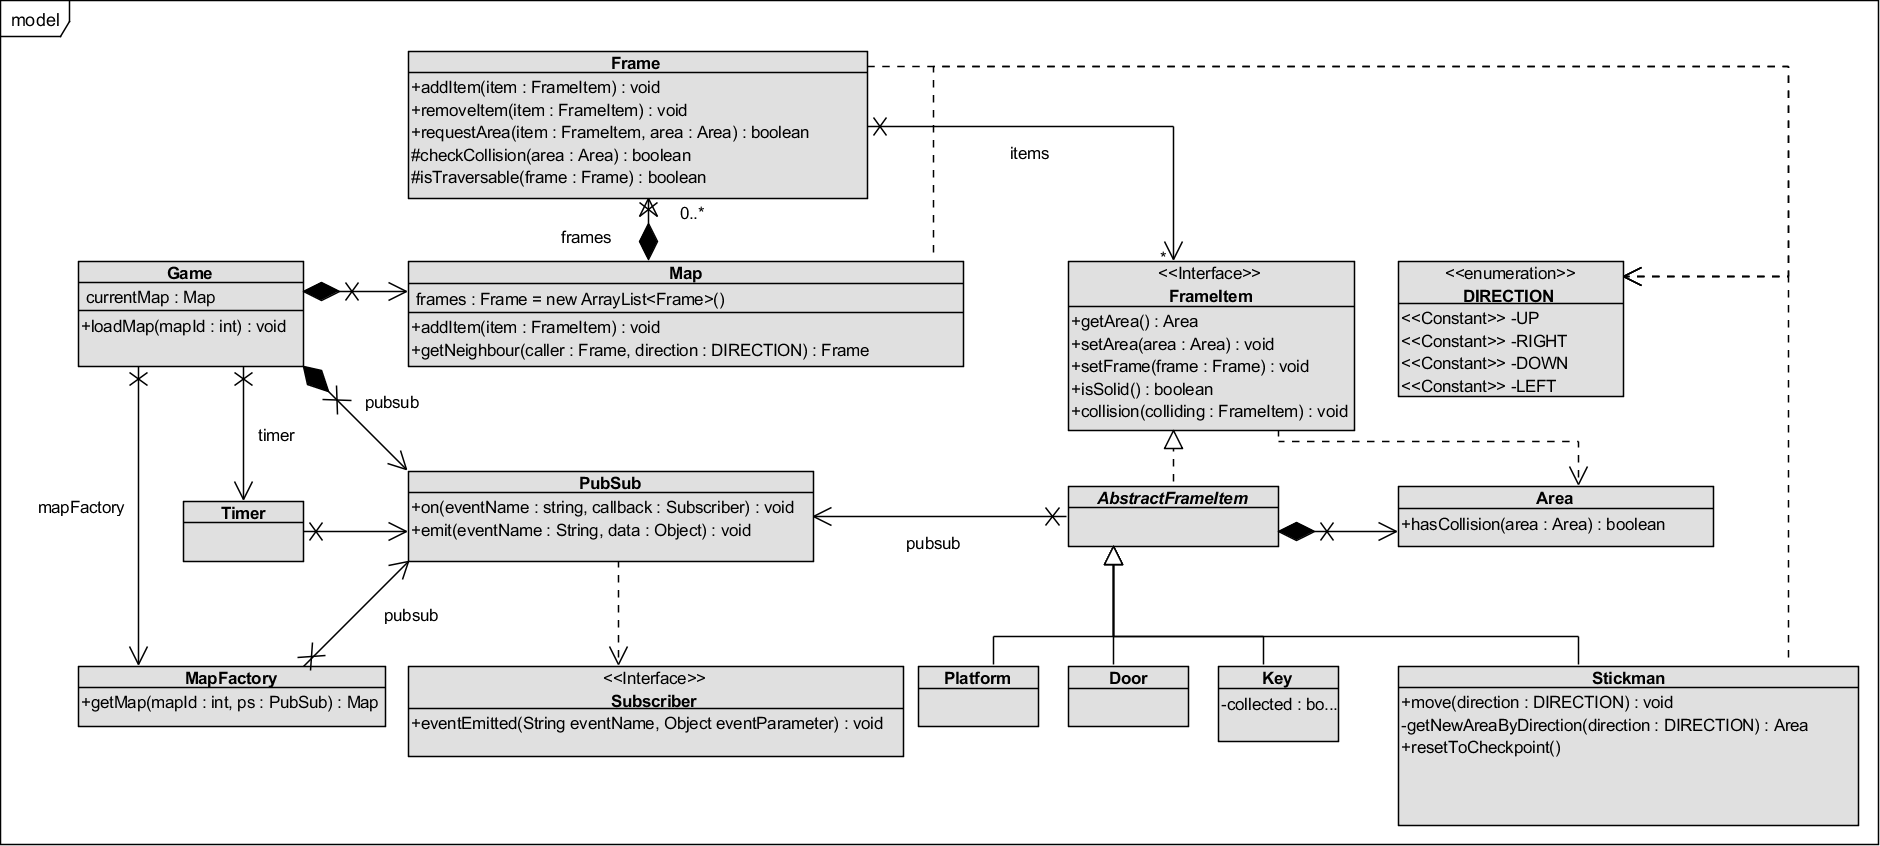 model
Frame
+addItem(item : FrameItem) : void
+removeItem(item : FrameItem) : void
+requestArea(item : FrameItem, area : Area) : boolean
#checkCollision(area : Area) : boolean
#isTraversable(frame : Frame) : boolean
items
0..*
frames
*
Game
currentMap : Map
+loadMap(mapId : int) : void
Map
frames : Frame = new ArrayList<Frame>()
+addItem(item : FrameItem) : void
+getNeighbour(caller : Frame, direction : DIRECTION) : Frame
<<Interface>>
FrameItem
+getArea() : Area
+setArea(area : Area) : void
+setFrame(frame : Frame) : void
+isSolid() : boolean
+collision(colliding : FrameItem) : void
<<enumeration>>
DIRECTION
<<Constant>> -UP
<<Constant>> -RIGHT
<<Constant>> -DOWN
<<Constant>> -LEFT
pubsub
timer
mapFactory
Timer
PubSub
+on(eventName : string, callback : Subscriber) : void
+emit(eventName : String, data : Object) : void
pubsub
AbstractFrameItem
Area
+hasCollision(area : Area) : boolean
pubsub
MapFactory
+getMap(mapId : int, ps : PubSub) : Map
<<Interface>>
Subscriber
+eventEmitted(String eventName, Object eventParameter) : void
Platform
Door
Key
-collected : bo...
Stickman
+move(direction : DIRECTION) : void
-getNewAreaByDirection(direction : DIRECTION) : Area
+resetToCheckpoint()